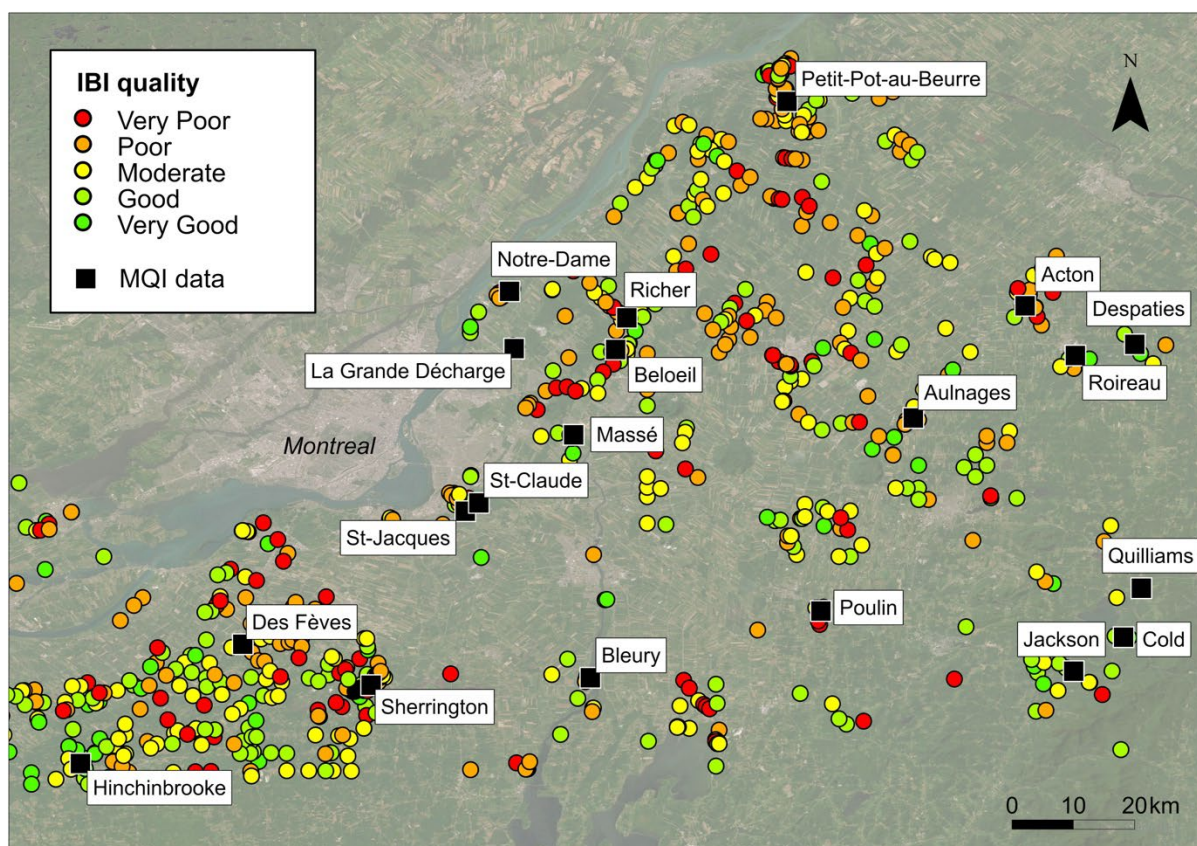 IBI quality
Very Poor
Poor
Moderate
Good
Very Good
MQI data
Petit-Pot-au-Beurre
N
Notre-Dame
Richer
Acton
Despaties
La Grande Décharge
Beloeil
Roireau
Aulnages
Montreal
Massé
St-Claude
St-Jacques
Quilliams
Des Fèves
Poulin
Jackson
Cold
Bleury
Sherrington
Hinchinbrooke
0 10 20 km